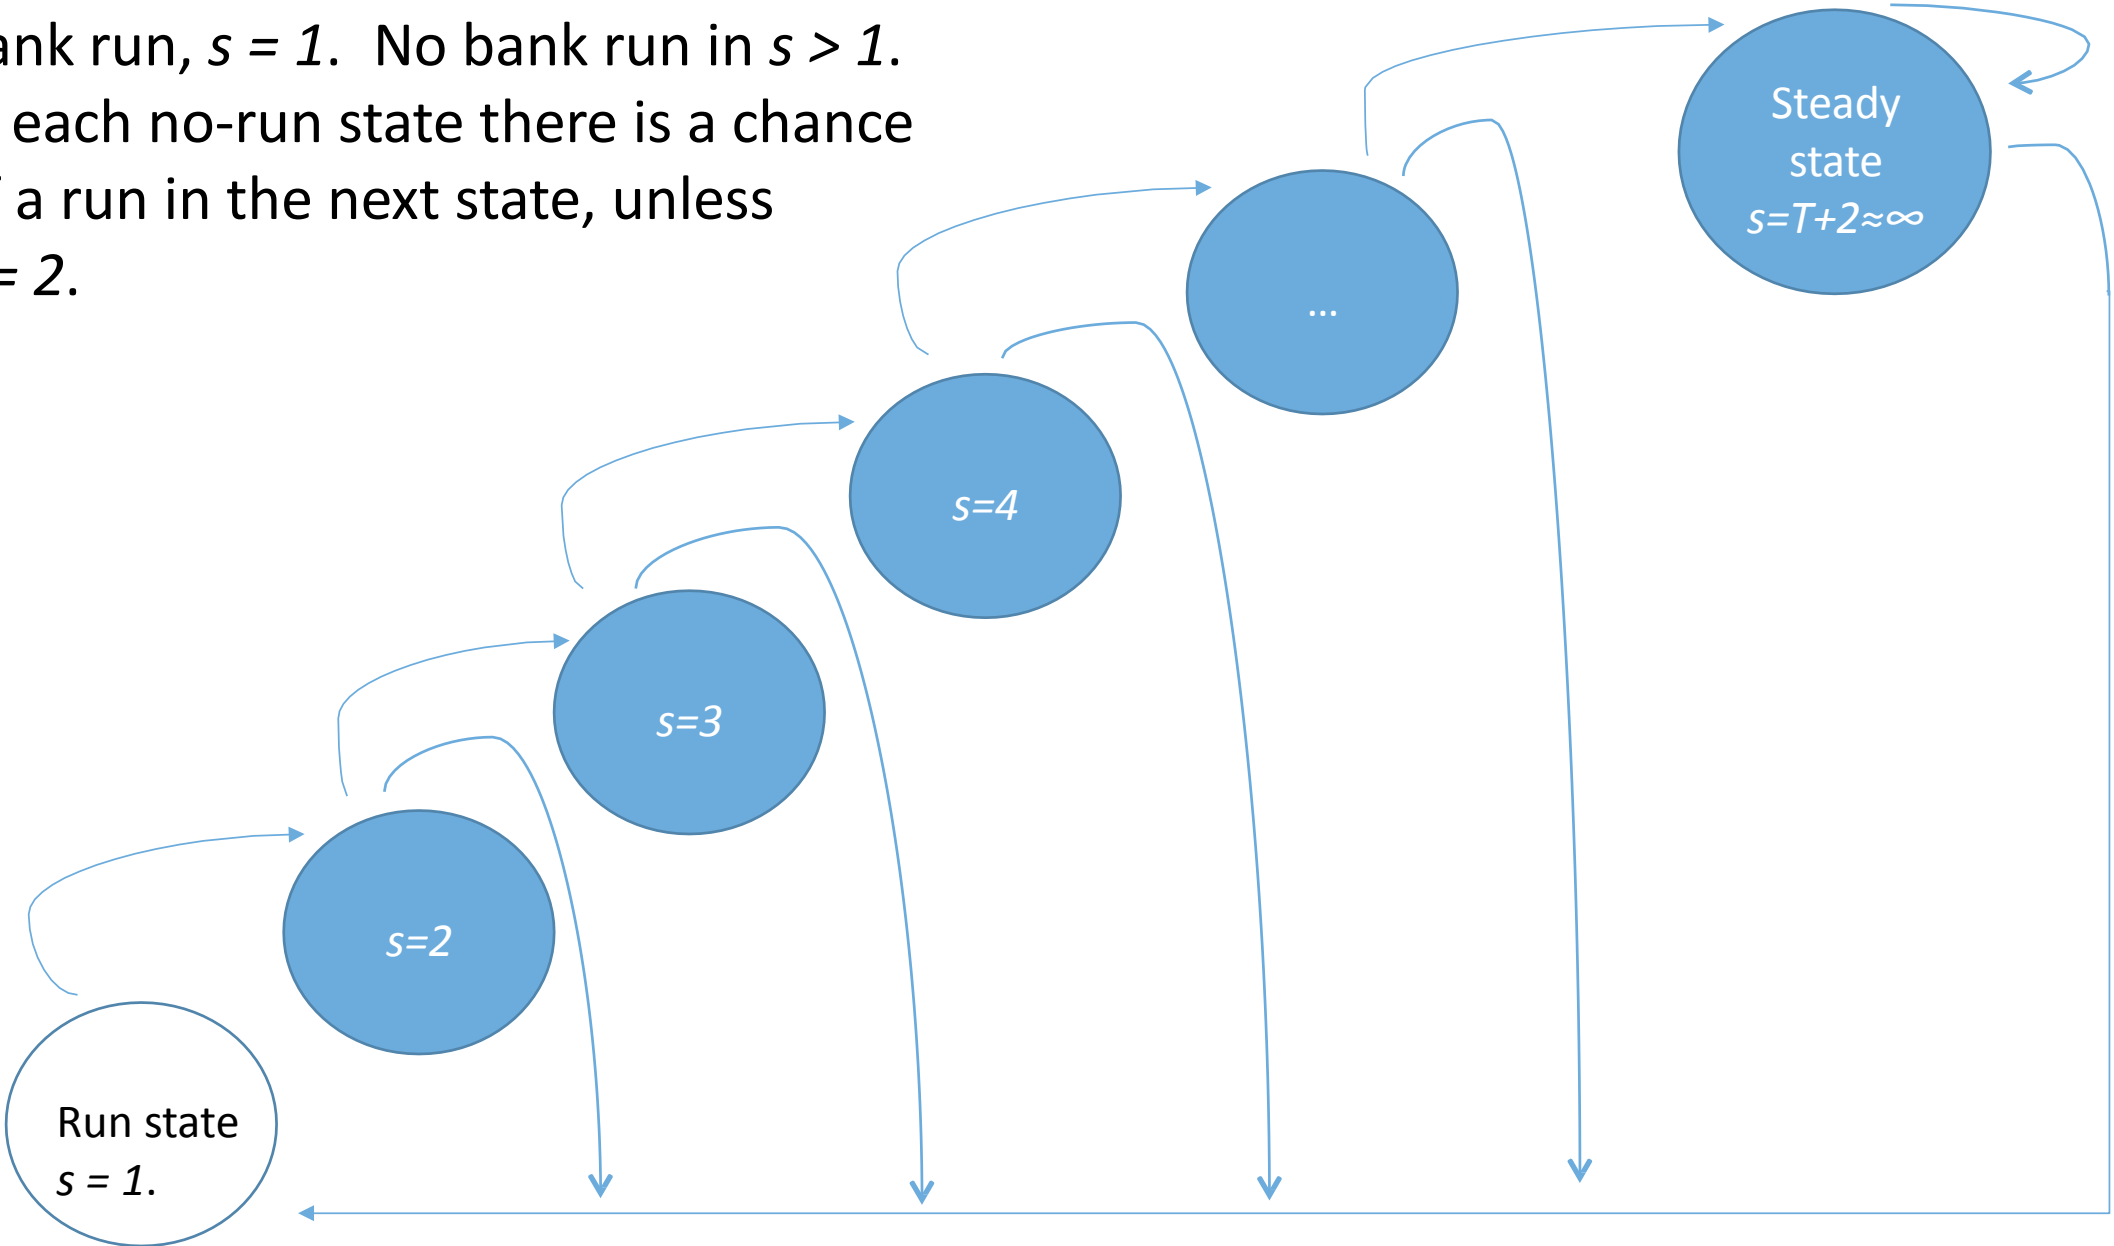 ank run, s = 1. No bank run in s > 1.
each no-run state there is a chance
a run in the next state, unless
= 2.
Steady
state
s=T+2≈∞
...
s=4
s=3
s=2
Run state
s = 1.